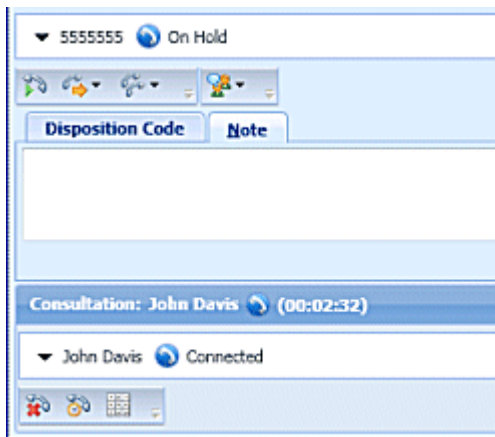 5555555 On Hold
Disposition Code Note
Consultation: John Davis (00:02:32)
John Davis Connected